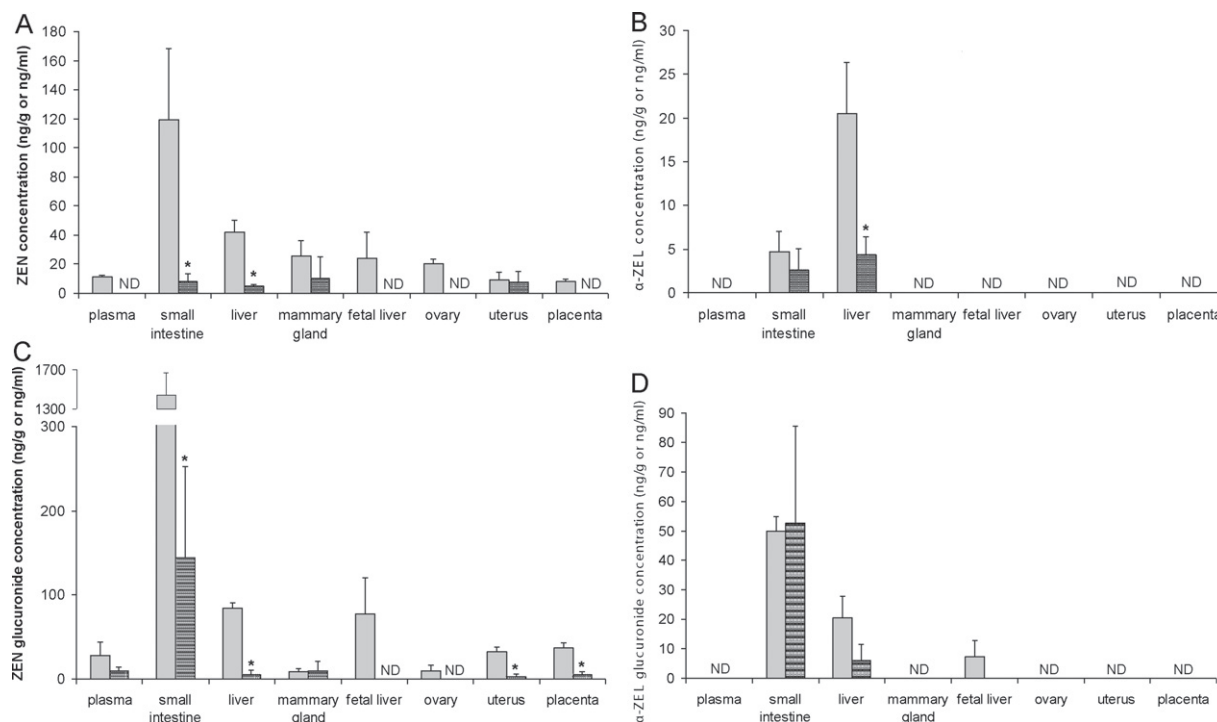 A
ZEN concentration (ng/g or ng/ml)
180
160
140
120
100
80
60
40
20
0
ND
*
*
ND
ND
ND
plasma small intestine liver mammary gland fetal liver ovary uterus placenta
B
α-ZEL concentration (ng/g or ng/ml)
30
25
20
15
10
5
0
ND
*
ND
ND
ND
ND
ND
plasma small intestine liver mammary gland fetal liver ovary uterus placenta
C
ZEN glucuronide concentration (ng/g or ng/ml)
1700
1300
300
200
100
0
*
*
ND
ND
*
*
plasma small intestine liver mammary gland fetal liver ovary uterus placenta
D
α-ZEL glucuronide concentration (ng/g or ng/ml)
90
80
70
60
50
40
30
20
10
0
ND
ND
ND
ND
ND
ND
plasma small intestine liver mammary gland fetal liver ovary uterus placenta